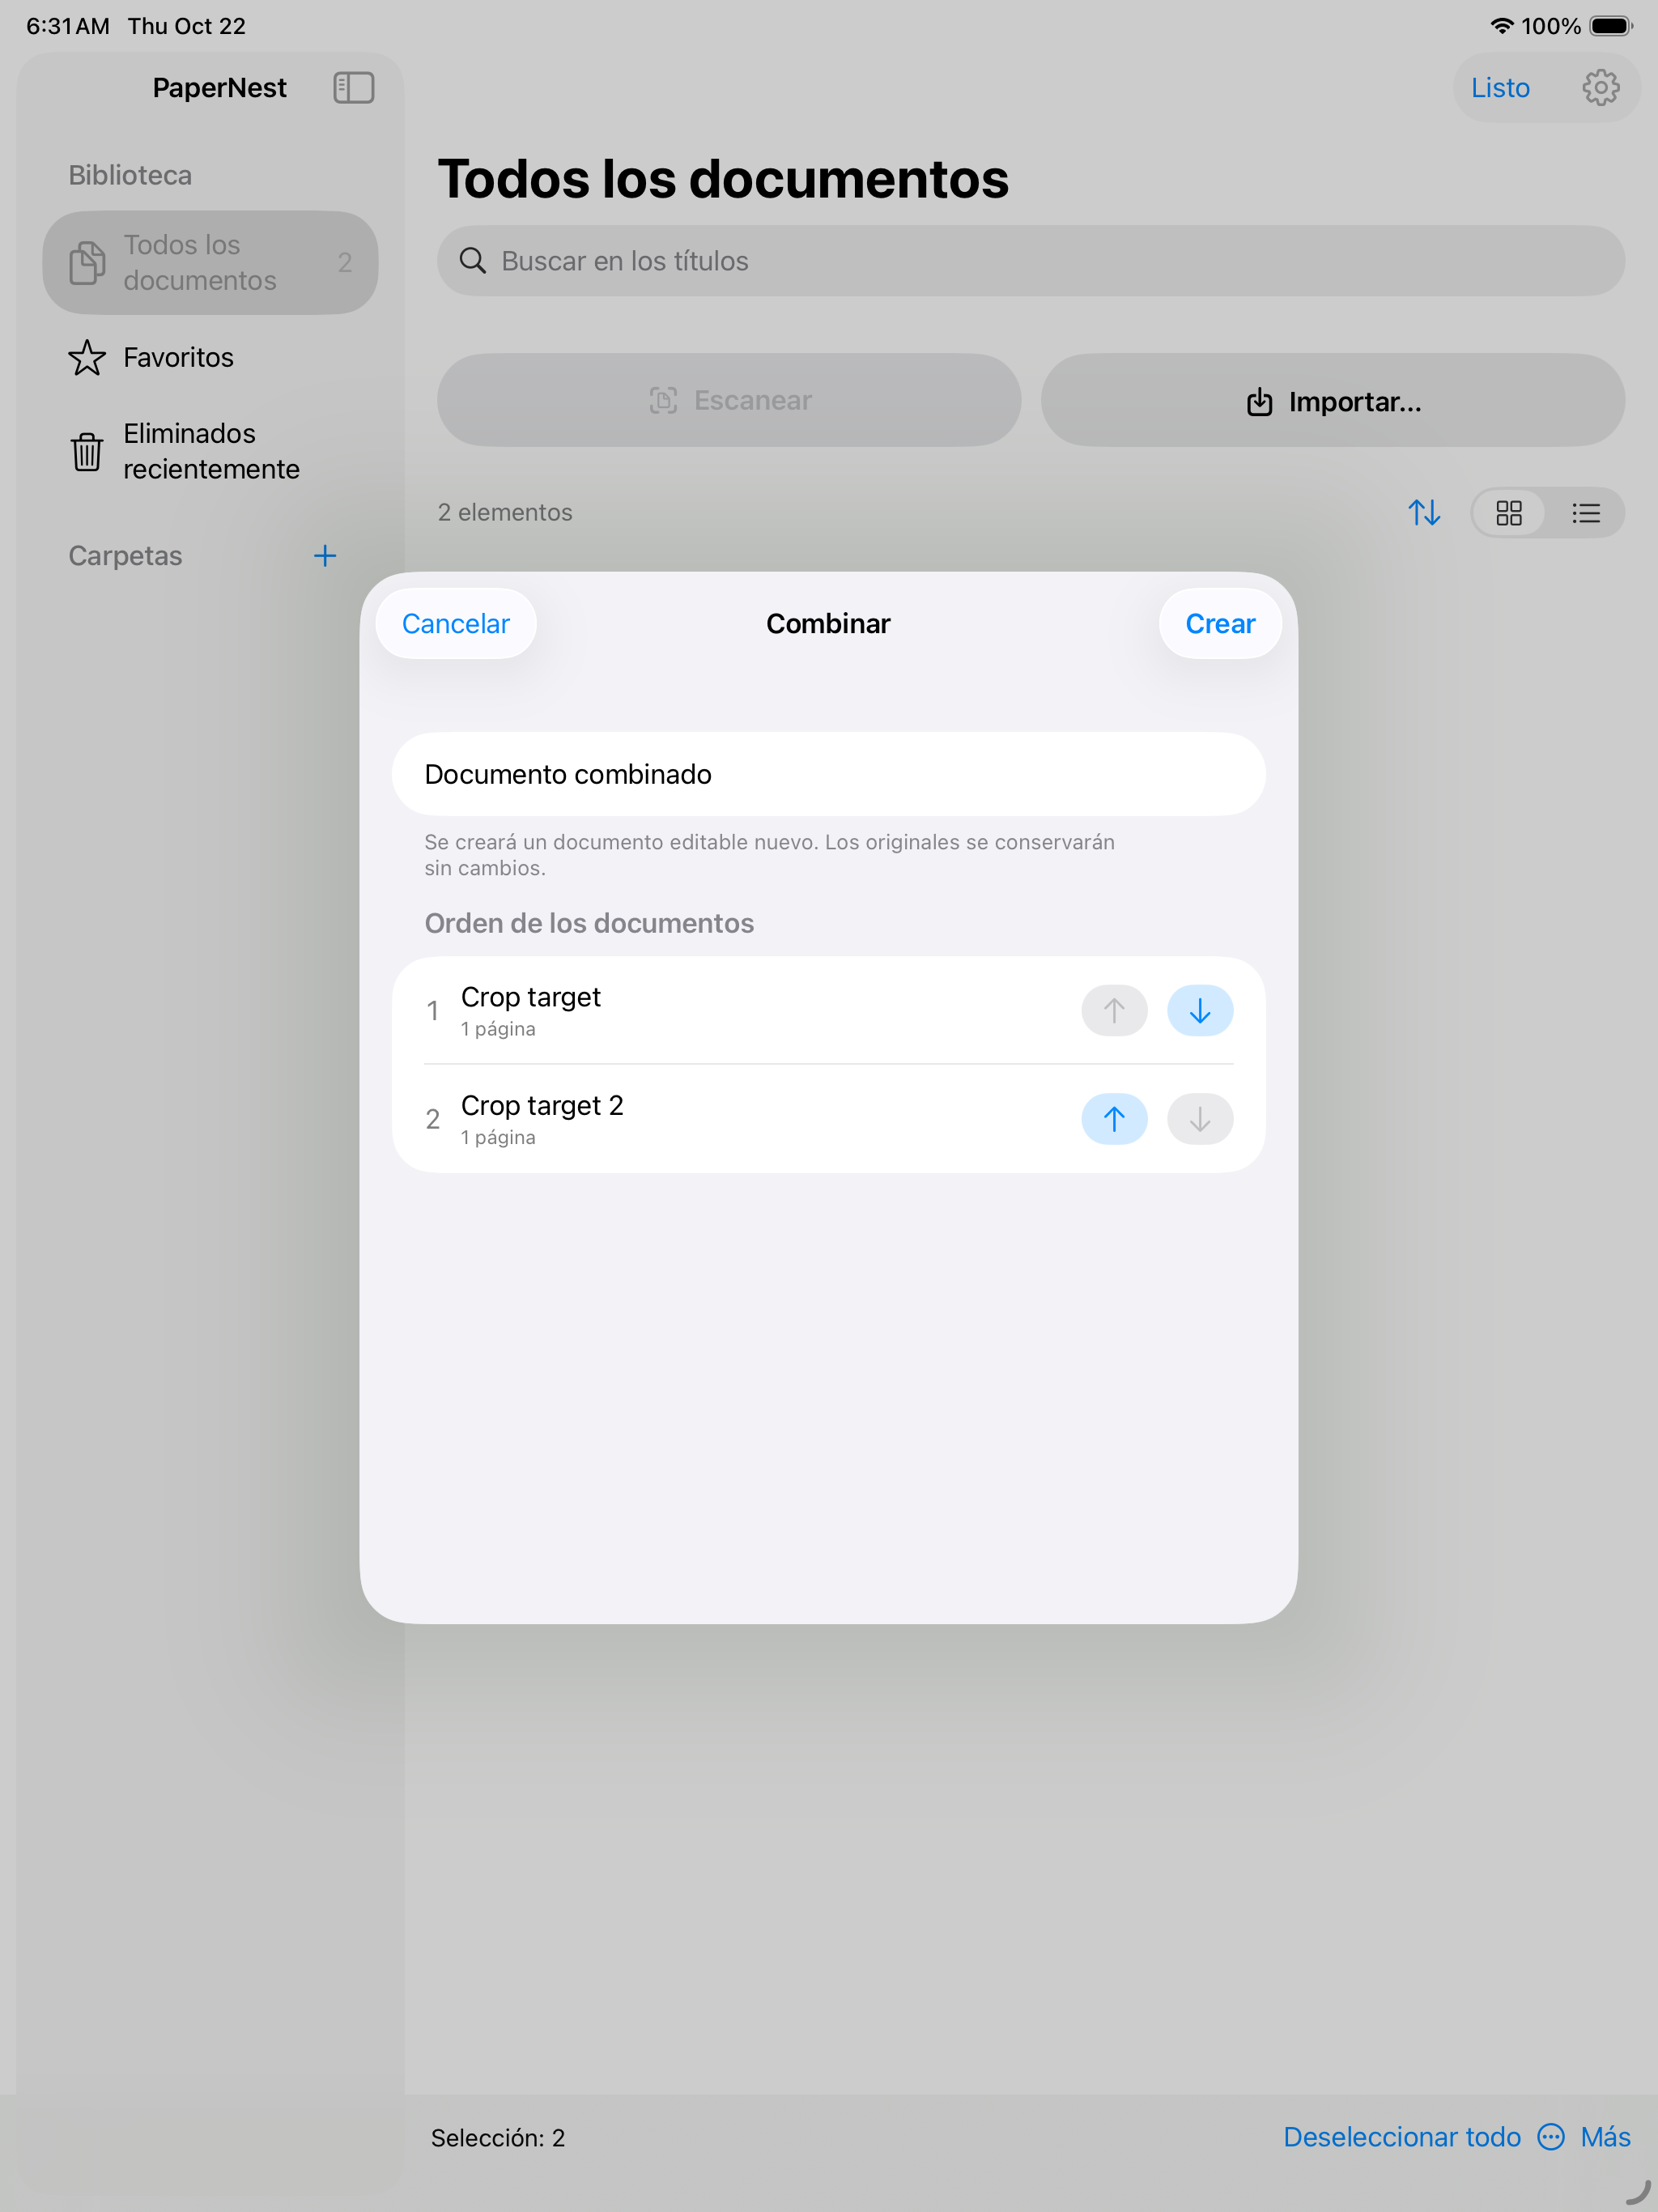 6:31 AM Thu Oct 22
100%
PaperNest
Listo
Biblioteca
Todos los
documentos
2
Favoritos
Eliminados
recientemente
Carpetas
Todos los documentos
Buscar en los títulos
Escanear
Importar...
2 elementos
Cancelar
Combinar
Crear
Documento combinado
Se creará un documento editable nuevo. Los originales se conservarán
sin cambios.
Orden de los documentos
1
Crop target
1 página
2
Crop target 2
1 página
Selección: 2
Deseleccionar todo
Más